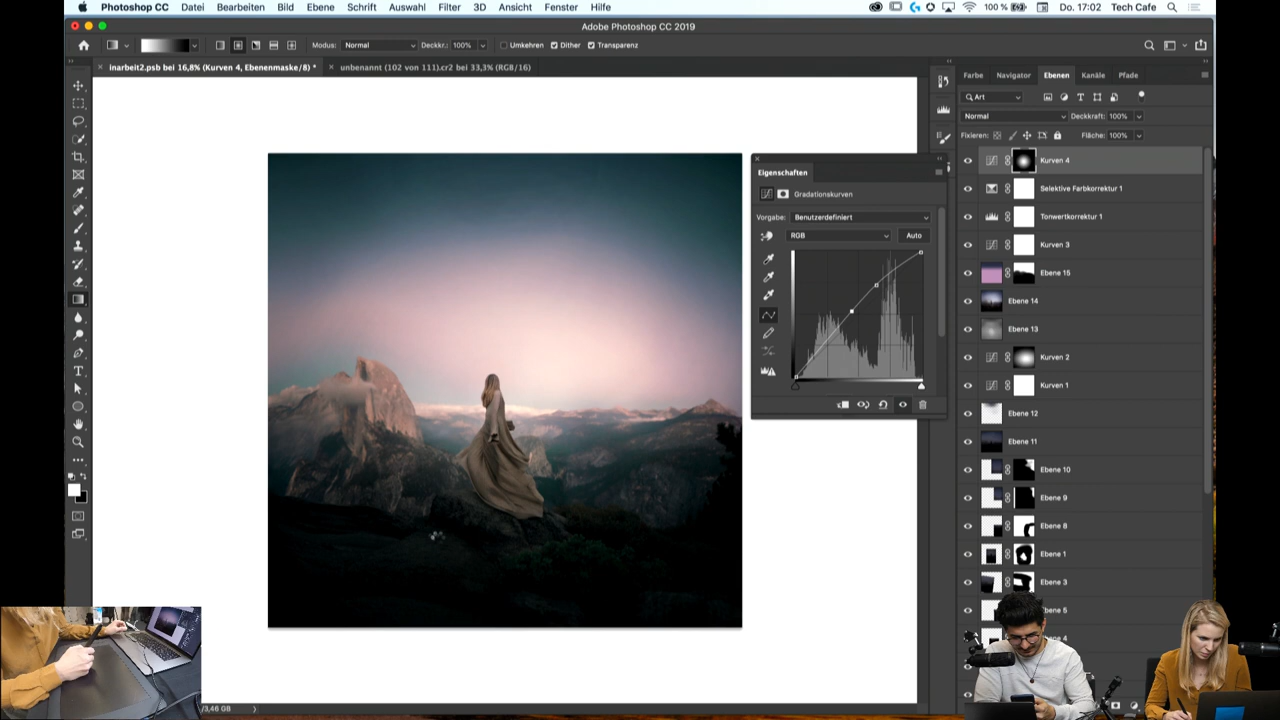 Photoshop CC Datei Bearbeiten Bild Ebene Schrift Auswahl Filter 3D Ansicht Fenster Hilfe 100 % Do. 17:02 Tech Cafe
Adobe Photoshop CC 2019
Modus: Normal Deckkr.: 100% Umkehren Dither Transparenz
inarbeit2.psb bei 16,8% (Kurven 4, Ebenenmaske/8) * unbenannt (102 von 111).cr2 bei 33,3% (RGB/16)
Farbe Navigator Ebenen Kanäle Pfade
Art
Normal Deckkraft: 100%
Fixieren: Fläche: 100%
Kurven 4
Selektive Farbkorrektur 1
Tonwertkorrektur 1
Kurven 3
Ebene 15
Ebene 14
Ebene 13
Kurven 2
Kurven 1
Ebene 12
Ebene 11
Ebene 10
Ebene 9
Ebene 8
Ebene 1
Ebene 3
Ebene 5
Eigenschaften
Gradationskurven
Vorgabe: Benutzerdefiniert
RGB Auto
/3,46 GB